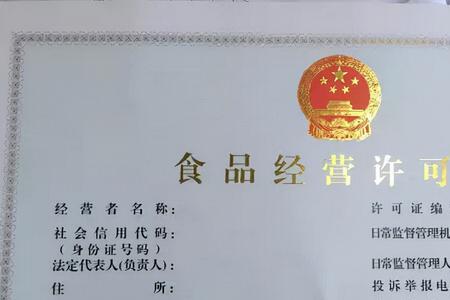 食品经营许可
经营者名称： 许可证编
社会信用代码： 日常监督管理机
（身份证号码）
法定代表人(负责人)： 日常监督管理人
住 所： 投诉举报电